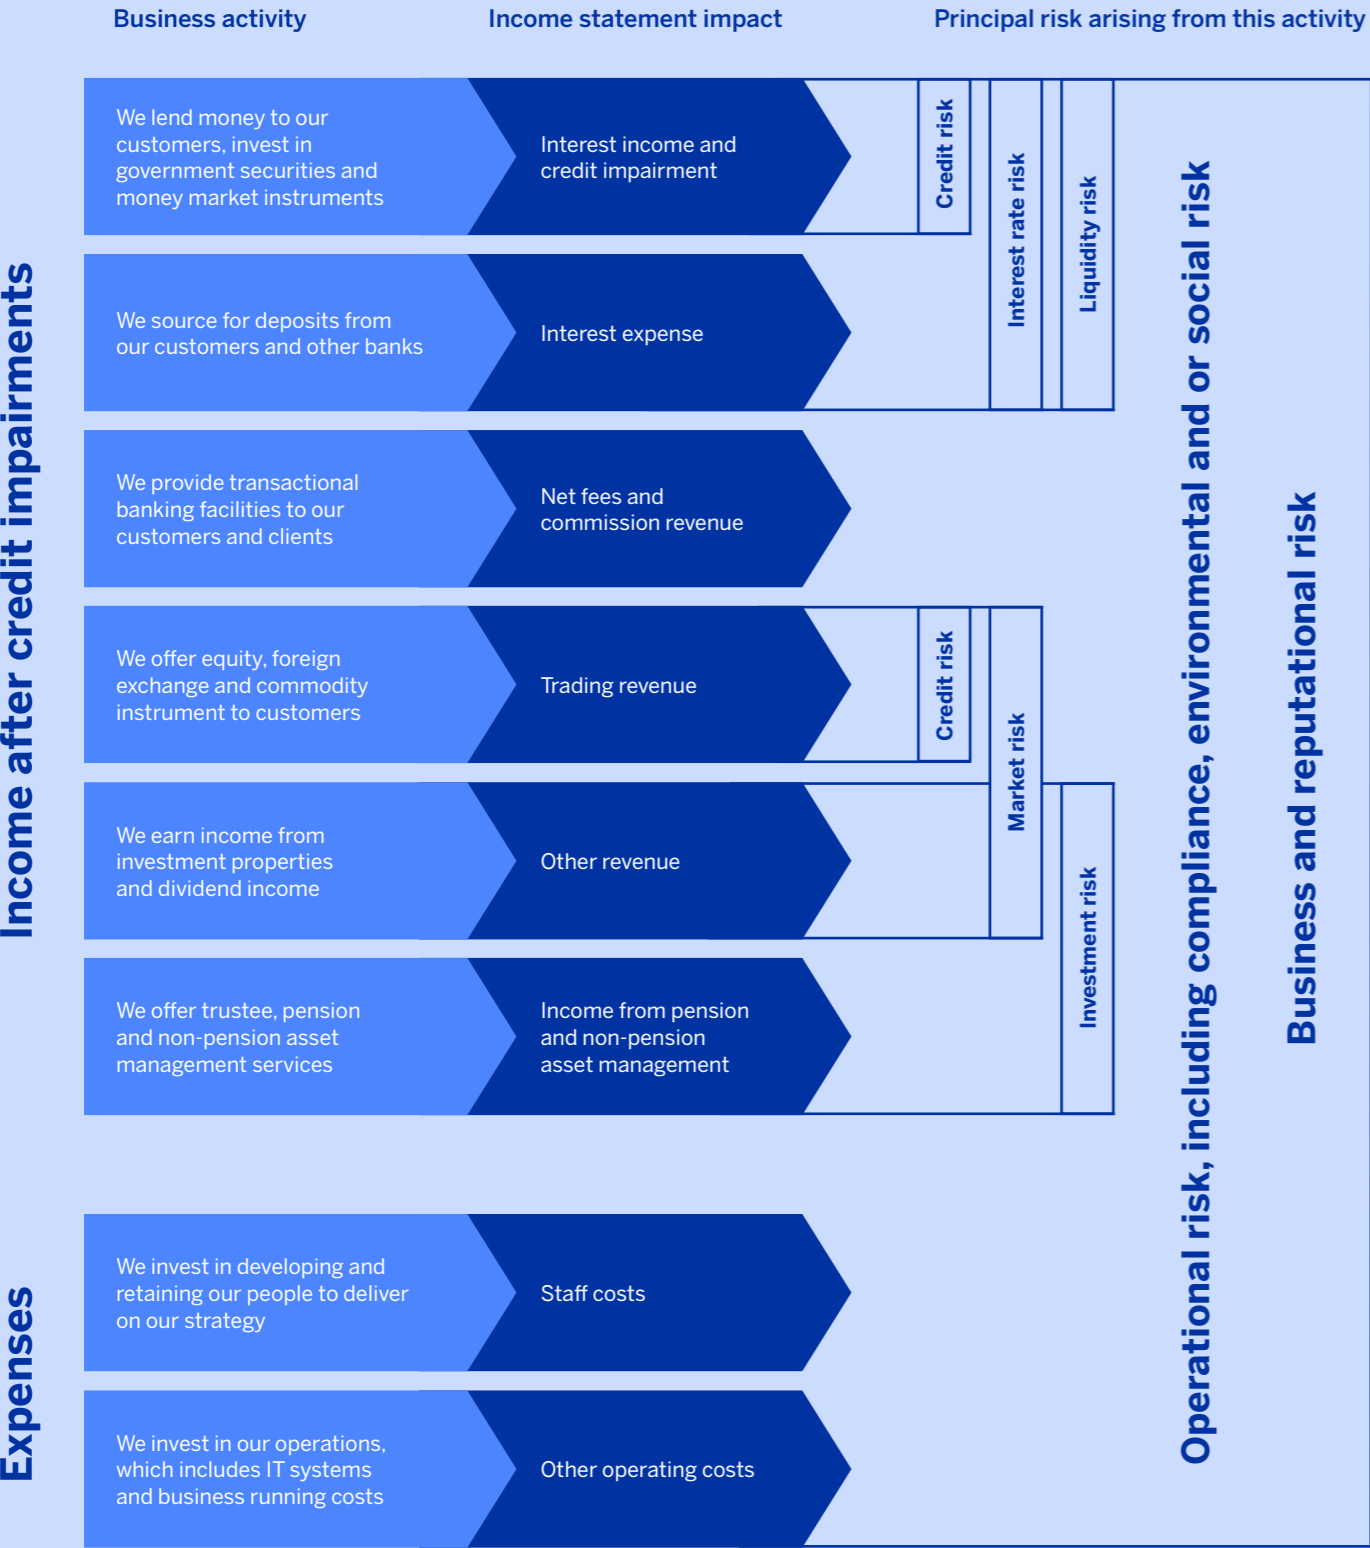 Business activity
Income statement impact
Principal risk arising from this activity
Income after credit impairments
We lend money to our
customers, invest in
government securities and
money market instruments
Interest income and
credit impairment
Credit risk
Interest rate risk
Liquidity risk
We source for deposits from
our customers and other banks
Interest expense
We provide transactional
banking facilities to our
customers and clients
Net fees and
commission revenue
We offer equity, foreign
exchange and commodity
instrument to customers
Trading revenue
Credit risk
Market risk
We earn income from
investment properties
and dividend income
Other revenue
Investment risk
We offer trustee, pension
and non-pension asset
management services
Income from pension
and non-pension
asset management
Expenses
We invest in developing and
retaining our people to deliver
on our strategy
Staff costs
We invest in our operations,
which includes IT systems
and business running costs
Other operating costs
Operational risk, including compliance, environmental and or social risk
Business and reputational risk